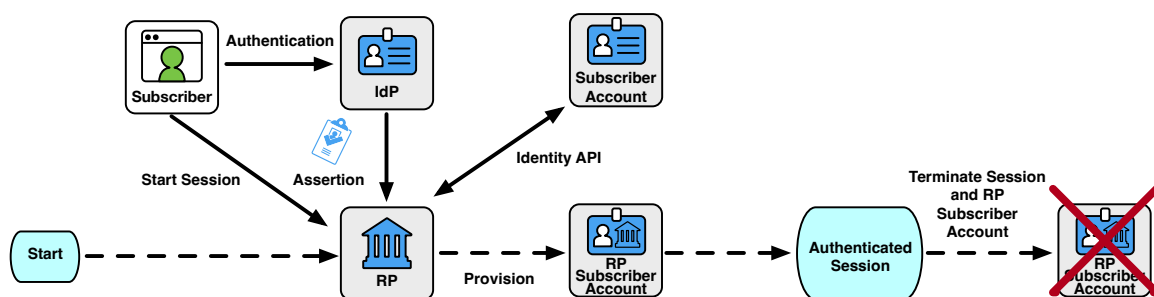 Authentication
Subscriber
IdP
Subscriber
Account
Start Session
Assertion
Identity API
Terminate Session
and RP
Subscriber
Account
Start
RP
Provision
RP
Subscriber
Account
Authenticated
Session
RP
Subscriber
Account